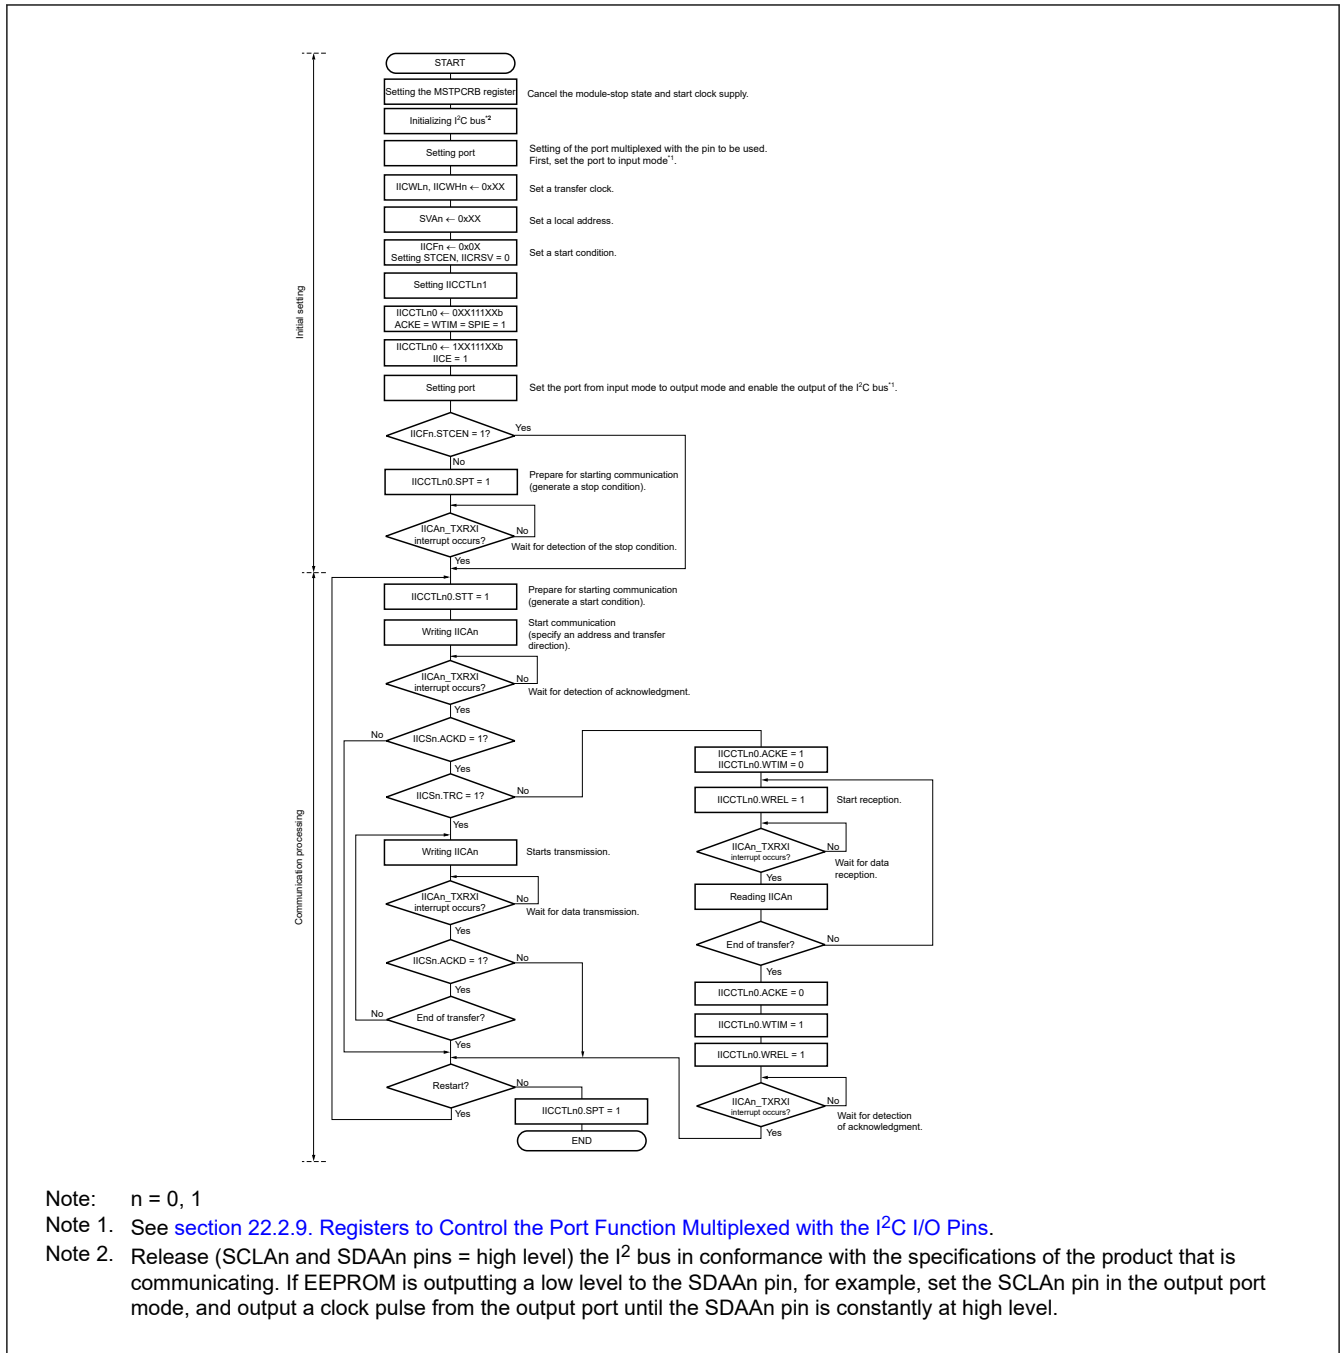 START
Setting the MSTPCRB register
Cancel the module-stop state and start clock supply.
Initializing I²C bus*2
Setting port
Setting of the port multiplexed with the pin to be used.
First, set the port to input mode*1.
IICWLn, IICWHn ← 0xXX
Set a transfer clock.
SVAn ← 0xXX
Set a local address.
IICFn ← 0x0X
Setting STCEN, IICRSV = 0
Set a start condition.
Setting IICCTLn1
Initial setting
IICCTLn0 ← 0XX111XXb
ACKE = WTIM = SPIE = 1
IICCTLn0 ← 1XX111XXb
IICE = 1
Setting port
Set the port from input mode to output mode and enable the output of the I²C bus*1.
IICFn.STCEN = 1?
Yes
No
IICCTLn0.SPT = 1
Prepare for starting communication
(generate a stop condition).
IICAn_TXRXI
interrupt occurs?
No
Wait for detection of the stop condition.
Yes
IICCTLn0.STT = 1
Prepare for starting communication
(generate a start condition).
Writing IICAn
Start communication
(specify an address and transfer
direction).
IICAn_TXRXI
interrupt occurs?
No
Wait for detection of acknowledgment.
Yes
IICSn.ACKD = 1?
No
Yes
IICSn.TRC = 1?
No
Yes
Communication processing
Writing IICAn
Starts transmission.
IICAn_TXRXI
interrupt occurs?
No
Wait for data transmission.
Yes
IICSn.ACKD = 1?
No
Yes
End of transfer?
No
Yes
Restart?
No
Yes
IICCTLn0.SPT = 1
END
IICCTLn0.ACKE = 1
IICCTLn0.WTIM = 0
IICCTLn0.WREL = 1
Start reception.
IICAn_TXRXI
interrupt occurs?
No
Wait for data
reception.
Yes
Reading IICAn
End of transfer?
No
Yes
IICCTLn0.ACKE = 0
IICCTLn0.WTIM = 1
IICCTLn0.WREL = 1
IICAn_TXRXI
interrupt occurs?
No
Wait for detection
of acknowledgment.
Yes
Note: n = 0, 1
Note 1. See section 22.2.9. Registers to Control the Port Function Multiplexed with the I²C I/O Pins.
Note 2. Release (SCLAn and SDAAn pins = high level) the I² bus in conformance with the specifications of the product that is
communicating. If EEPROM is outputting a low level to the SDAAn pin, for example, set the SCLAn pin in the output port
mode, and output a clock pulse from the output port until the SDAAn pin is constantly at high level.